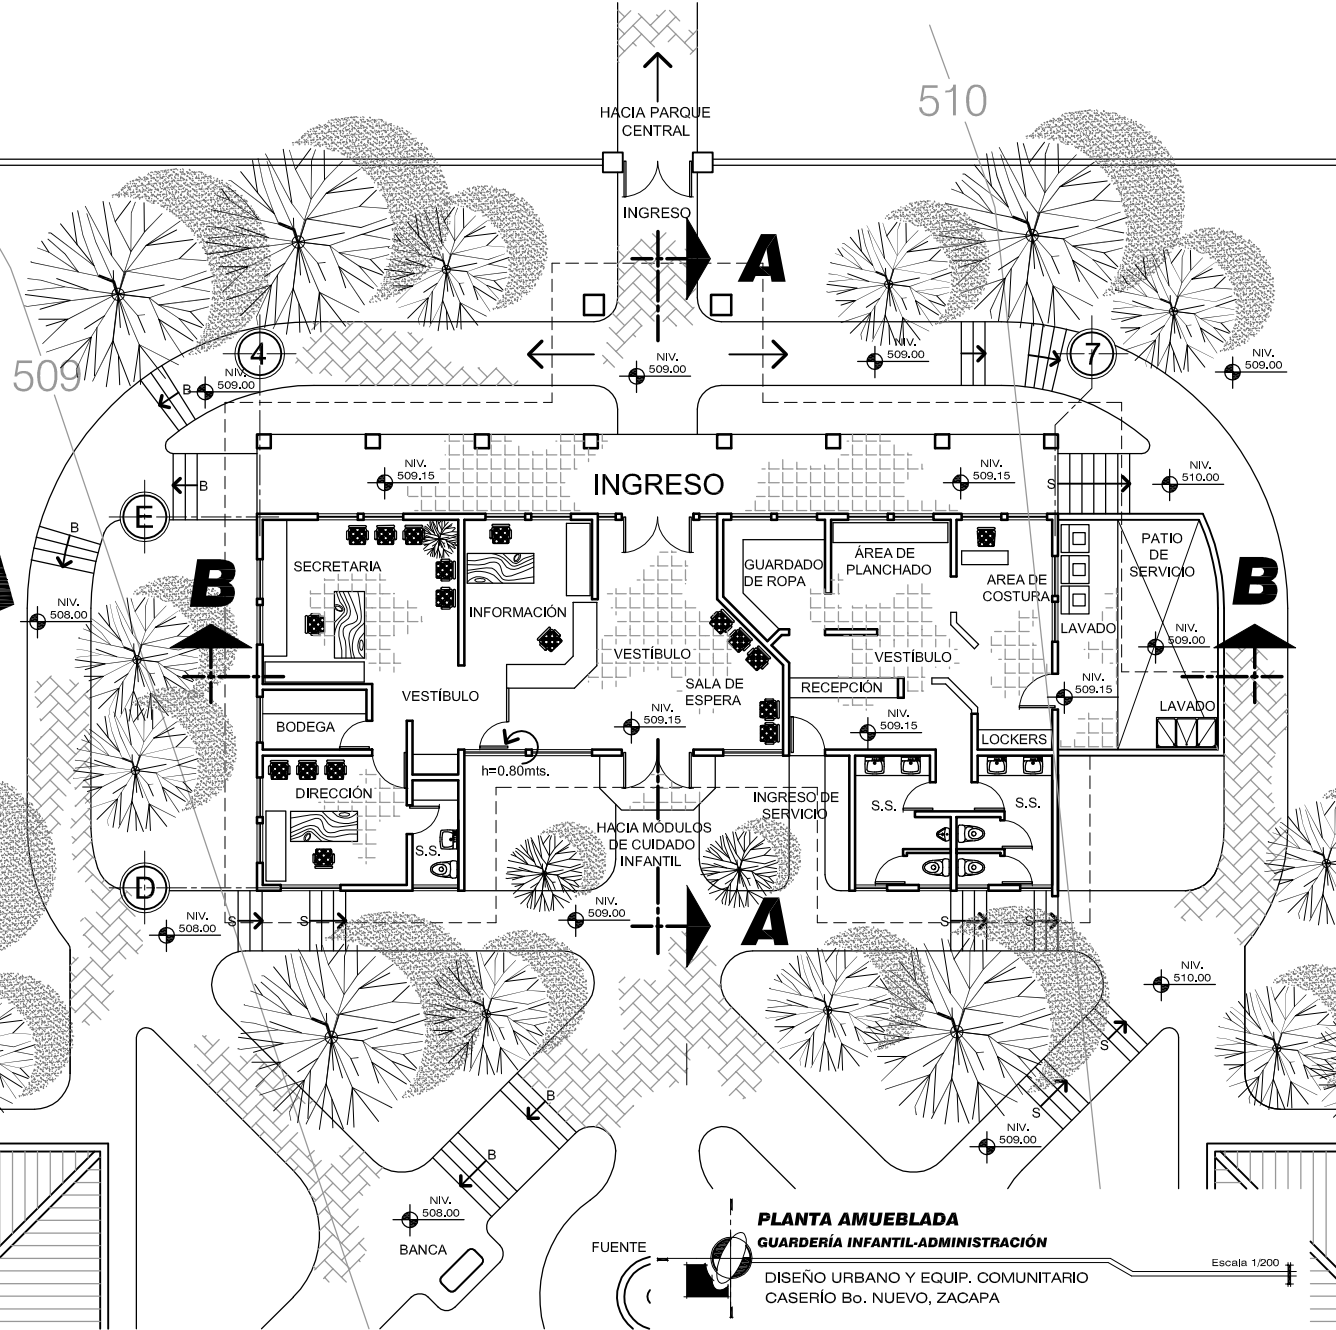 510
HACIA PARQUE
CENTRAL
INGRESO
A
4
7
509
NIV.
509.00
NIV.
509.00
NIV.
509.00
NIV.
509.00
B
NIV.
509.15
INGRESO
NIV.
509.15
S
NIV.
510.00
B
E
B
SECRETARIA
INFORMACIÓN
GUARDADO
DE ROPA
ÁREA DE
PLANCHADO
AREA DE
COSTURA
PATIO
DE
SERVICIO
B
B
NIV.
508.00
LAVADO
NIV.
509.00
VESTÍBULO
VESTÍBULO
VESTÍBULO
SALA DE
ESPERA
RECEPCIÓN
NIV.
509.15
LAVADO
BODEGA
NIV.
509.15
NIV.
509.15
LOCKERS
h=0.80mts.
DIRECCIÓN
INGRESO DE
SERVICIO
S.S.
S.S.
HACIA MODULOS
DE CUIDADO
INFANTIL
S.S.
D
NIV.
508.00
S
S
NIV.
509.00
A
S
S
NIV.
510.00
S
B
S
NIV.
509.00
B
NIV.
508.00
BANCA
FUENTE
PLANTA AMUEBLADA
GUARDERÍA INFANTIL-ADMINISTRACIÓN
Escala 1/200
DISEÑO URBANO Y EQUIP. COMUNITARIO
CASERÍO Bo. NUEVO, ZACAPA